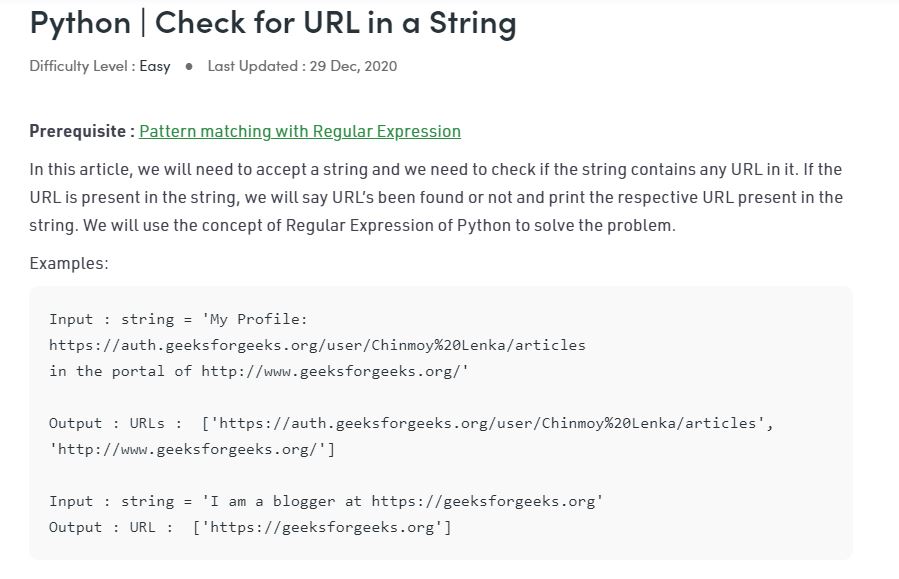 Python | Check for URL in a String
Difficulty Level : Easy ● Last Updated : 29 Dec, 2020
Prerequisite : Pattern matching with Regular Expression
In this article, we will need to accept a string and we need to check if the string contains any URL in it. If the
URL is present in the string, we will say URL’s been found or not and print the respective URL present in the
string. We will use the concept of Regular Expression of Python to solve the problem.
Examples:
Input : string = 'My Profile:
https://auth.geeksforgeeks.org/user/Chinmoy%20Lenka/articles
in the portal of http://www.geeksforgeeks.org/'
Output : URLs :  ['https://auth.geeksforgeeks.org/user/Chinmoy%20Lenka/articles',
'http://www.geeksforgeeks.org/']
Input : string = 'I am a blogger at https://geeksforgeeks.org'
Output : URL :  ['https://geeksforgeeks.org']